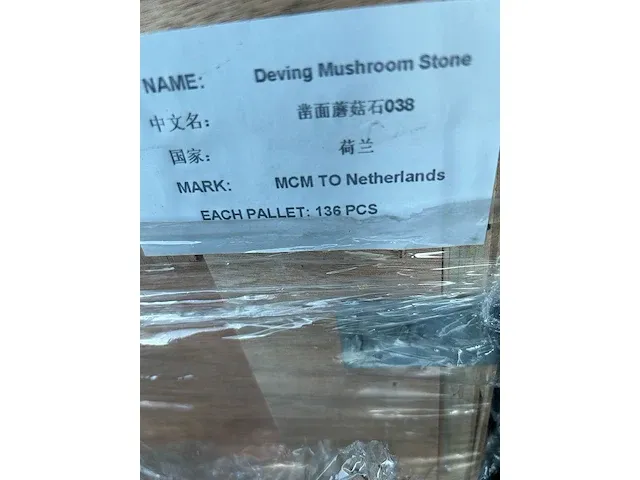 NAME: Deving Mushroom Stone
中文名: 凿面蘑菇石038
国家: 荷兰
MARK: MCM TO Netherlands
EACH PALLET: 136 PCS